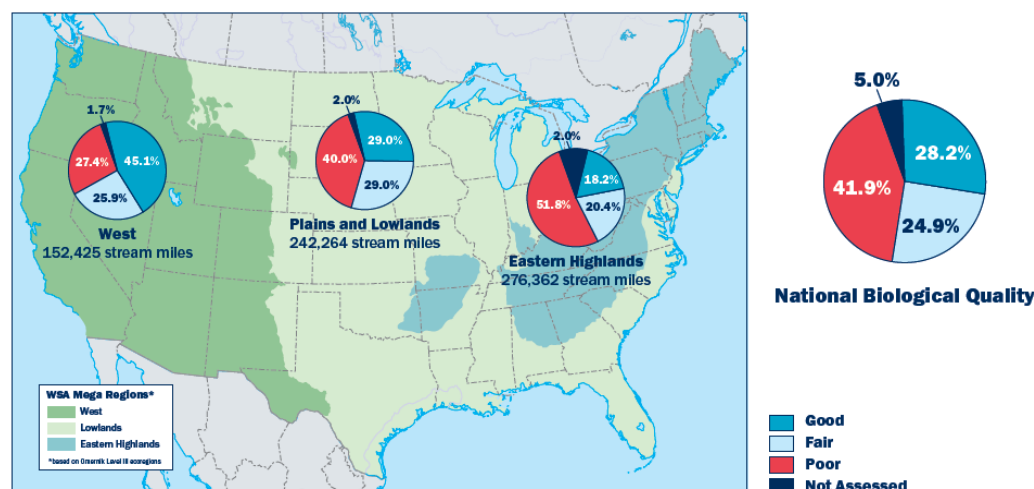 1.7%
27.4%
45.1%
25.9%
West
152,425 stream miles
2.0%
40.0%
29.0%
29.0%
Plains and Lowlands
242,264 stream miles
2.0%
18.2%
51.8%
20.4%
Eastern Highlands
276,362 stream miles
WSA Mega Regions*
West
Lowlands
Eastern Highlands
*based on Omernik Level III ecoregions
5.0%
28.2%
41.9%
24.9%
National Biological Quality
Good
Fair
Poor
Not Assessed